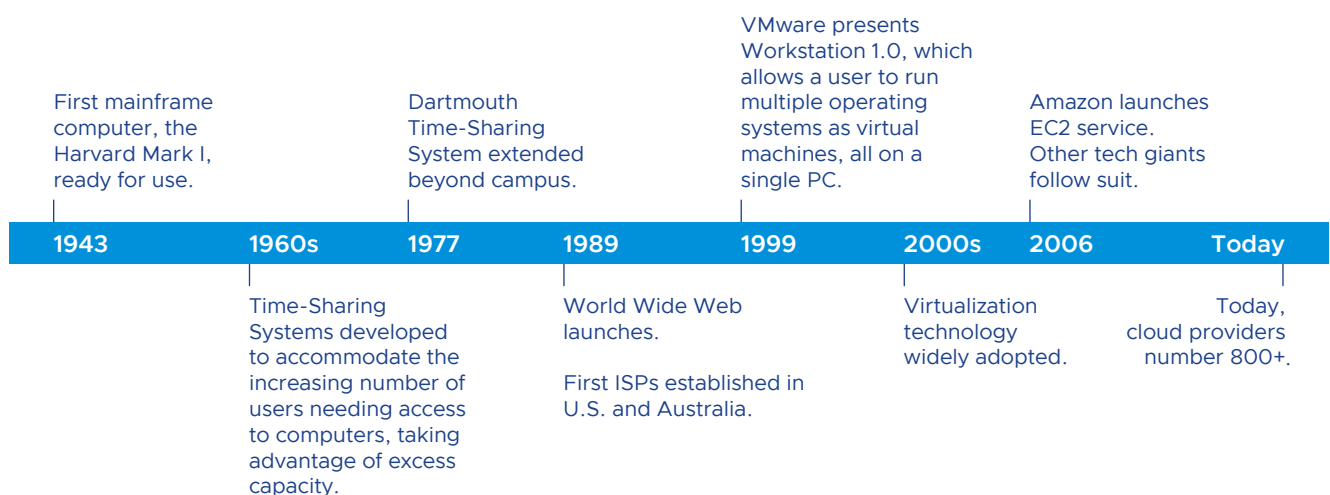 First mainframe
computer, the
Harvard Mark I,
ready for use.
Dartmouth
Time-Sharing
System extended
beyond campus.
VMware presents
Workstation 1.0, which
allows a user to run
multiple operating
systems as virtual
machines, all on a
single PC.
Amazon launches
EC2 service.
Other tech giants
follow suit.
1943 1960s 1977 1989 1999 2000s 2006 Today
Time-Sharing
Systems developed
to accommodate the
increasing number of
users needing access
to computers, taking
advantage of excess
capacity.
World Wide Web
launches.
First ISPs established in
U.S. and Australia.
Virtualization
technology
widely adopted.
Today,
cloud providers
number 800+.